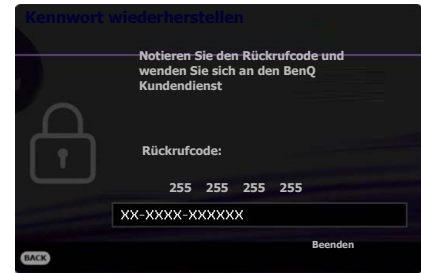 Kennwort wiederherstellen
Notieren Sie den Rückrufcode und
wenden Sie sich an den BenQ
Kundendienst
Rückrufcode:
255 255 255 255
XX-XXXX-XXXXXX
Beenden
BACK